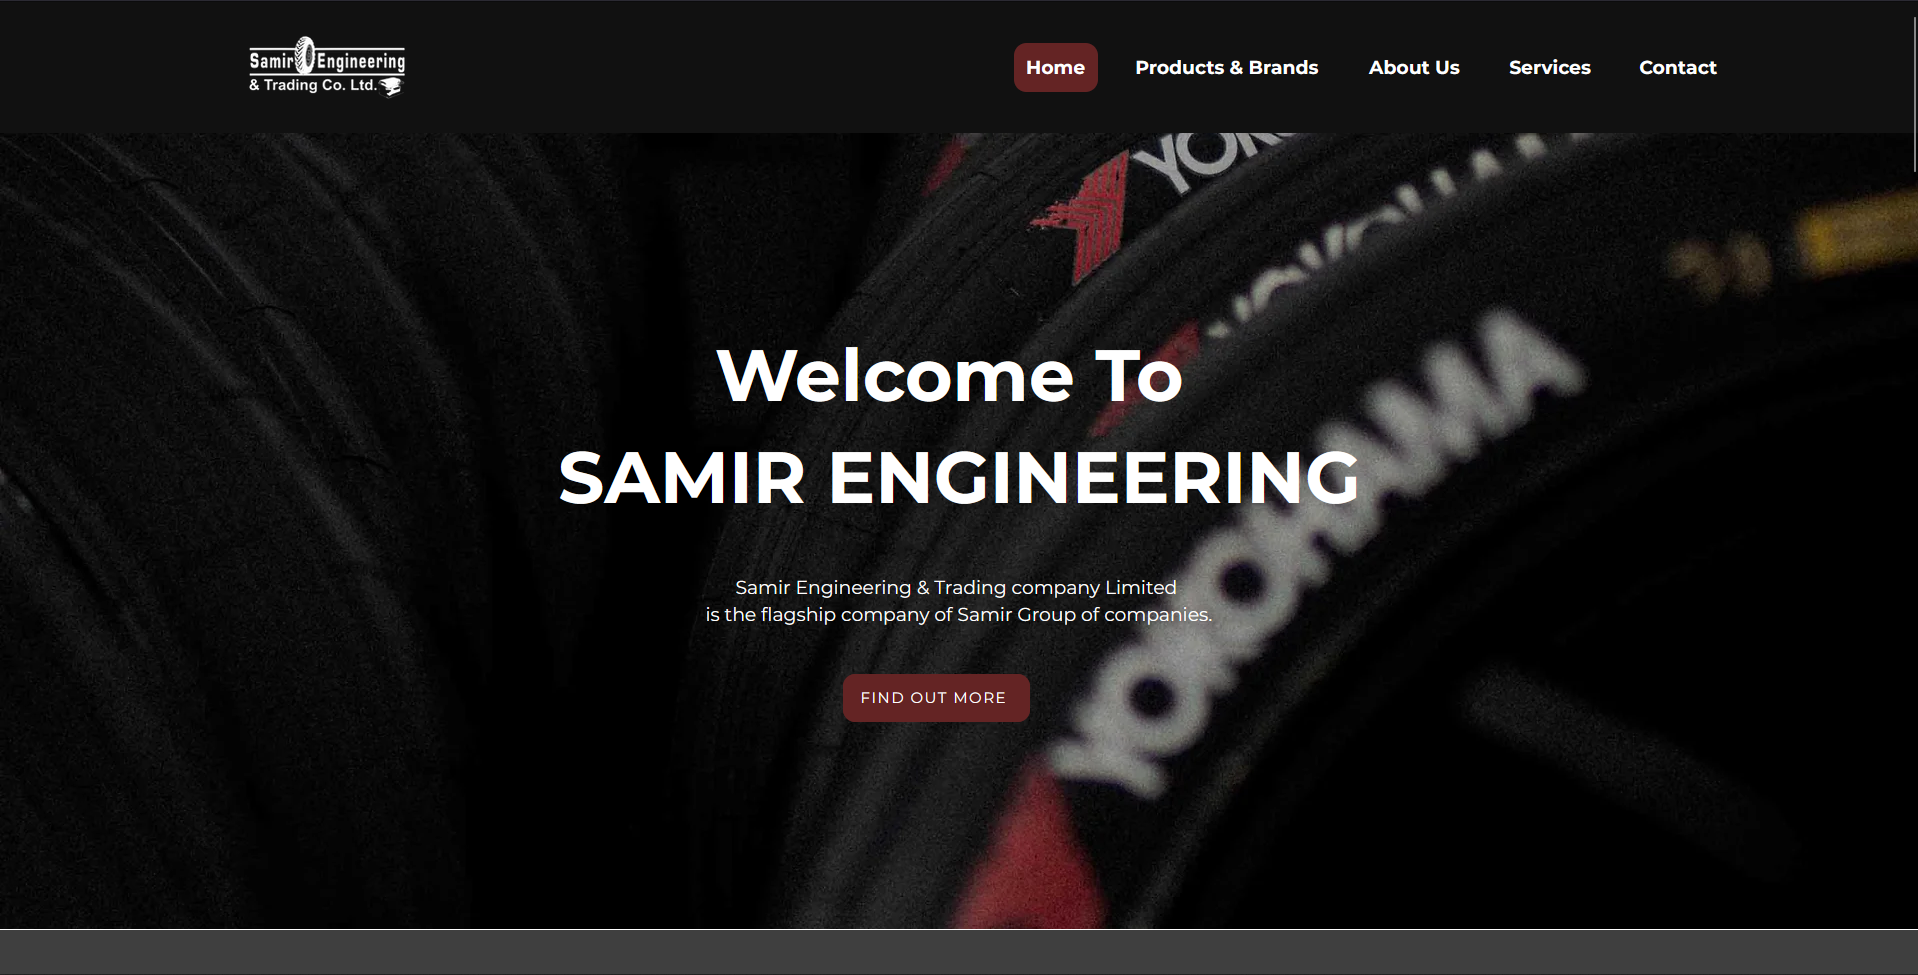 Samir Engineering
& Trading Co. Ltd.
Home
Products & Brands
About Us
Services
Contact
Welcome To
SAMIR ENGINEERING
Samir Engineering & Trading company Limited
is the flagship company of Samir Group of companies.
FIND OUT MORE
YOKOHAMA